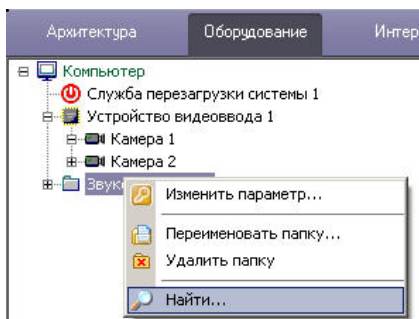 Архитектура Оборудование Интер
Компьютер
Служба перезагрузки системы 1
Устройство видеоввода 1
Камера 1
Камера 2
Звук
Изменить параметр...
Переименовать папку...
Удалить папку
Найти...